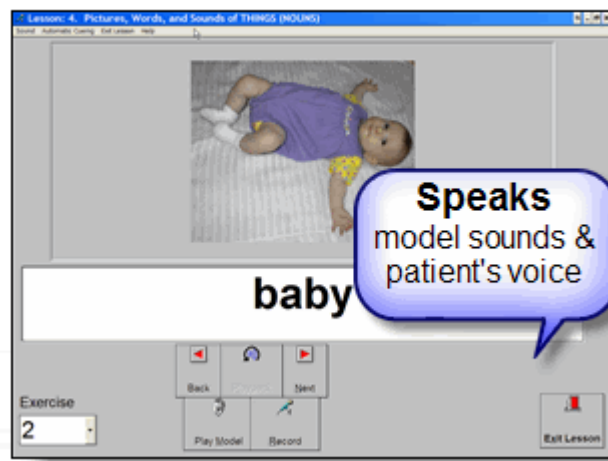 Lesson: 4. Pictures, Words, and Sounds of THINGS (NOUNS)
Sound Automatic Cueing Exit Lesson Help
Speaks
model sounds &
patient's voice
baby
Back Next
Exercise
2
Play Model Record
Exit Lesson